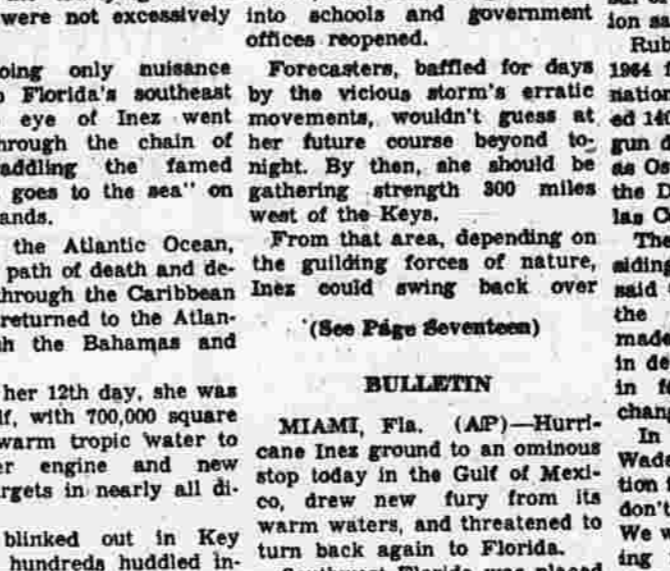 were not excessively
oing only nuisance
Florida's southeast
eye of Inez went
hrough the chain of
addling the famed
goes to the sea" on
ands.
the Atlantic Ocean,
path of death and de-
hrough the Caribbean
returned to the Atlan-
h the Bahamas and
her 12th day, she was
lf, with 700,000 square
warm tropic water to
er engine and new
rgets in nearly all di-
blinked out in Key
hundreds huddled in-
into schools and government
offices reopened.
Forecasters, baffled for days
by the vicious storm's erratic
movements, wouldn't guess at
her future course beyond to-
night. By then, she should be
gathering strength 300 miles
west of the Keys.
From that area, depending on
the guilding forces of nature,
Inez could swing back over
(See Page Seventeen)
BULLETIN
MIAMI, Fla. (AP)—Hurri-
cane Inez ground to an ominous
stop today in the Gulf of Mexi-
co, drew new fury from its
warm waters, and threatened to
turn back again to Florida.
Southwest Florida was placed
ion as
Rub
1964 f
nation
ed 140
gun d
as Os
the D
las C
The
siding
said
the
made
in de
in fe
chang
In
Wade
tion f
don't
We w
ing